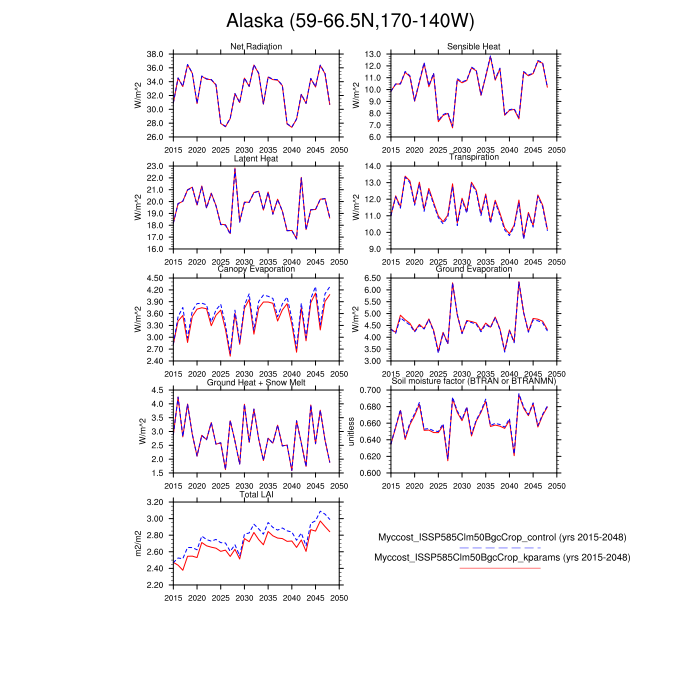 Alaska (59-66.5N,170-140W)
Net Radiation
W/m^2
38.0
36.0
34.0
32.0
30.0
28.0
26.0
2015 2020 2025 2030 2035 2040 2045 2050
Sensible Heat
W/m^2
13.0
12.0
11.0
10.0
9.0
8.0
7.0
6.0
2015 2020 2025 2030 2035 2040 2045 2050
Latent Heat
W/m^2
23.0
22.0
21.0
20.0
19.0
18.0
17.0
16.0
2015 2020 2025 2030 2035 2040 2045 2050
Transpiration
W/m^2
14.0
13.0
12.0
11.0
10.0
9.0
2015 2020 2025 2030 2035 2040 2045 2050
Canopy Evaporation
W/m^2
4.50
4.20
3.90
3.60
3.30
3.00
2.70
2.40
2015 2020 2025 2030 2035 2040 2045 2050
Ground Evaporation
W/m^2
6.50
6.00
5.50
5.00
4.50
4.00
3.50
3.00
2015 2020 2025 2030 2035 2040 2045 2050
Ground Heat + Snow Melt
W/m^2
4.5
4.0
3.5
3.0
2.5
2.0
1.5
2015 2020 2025 2030 2035 2040 2045 2050
Soil moisture factor (BTRAN or BTRANMN)
unitless
0.700
0.680
0.660
0.640
0.620
0.600
2015 2020 2025 2030 2035 2040 2045 2050
Total LAI
m2/m2
3.20
3.00
2.80
2.60
2.40
2.20
2015 2020 2025 2030 2035 2040 2045 2050
Myccost_ISSP585Clm50BgcCrop_control (yrs 2015-2048)
Myccost_ISSP585Clm50BgcCrop_kparams (yrs 2015-2048)